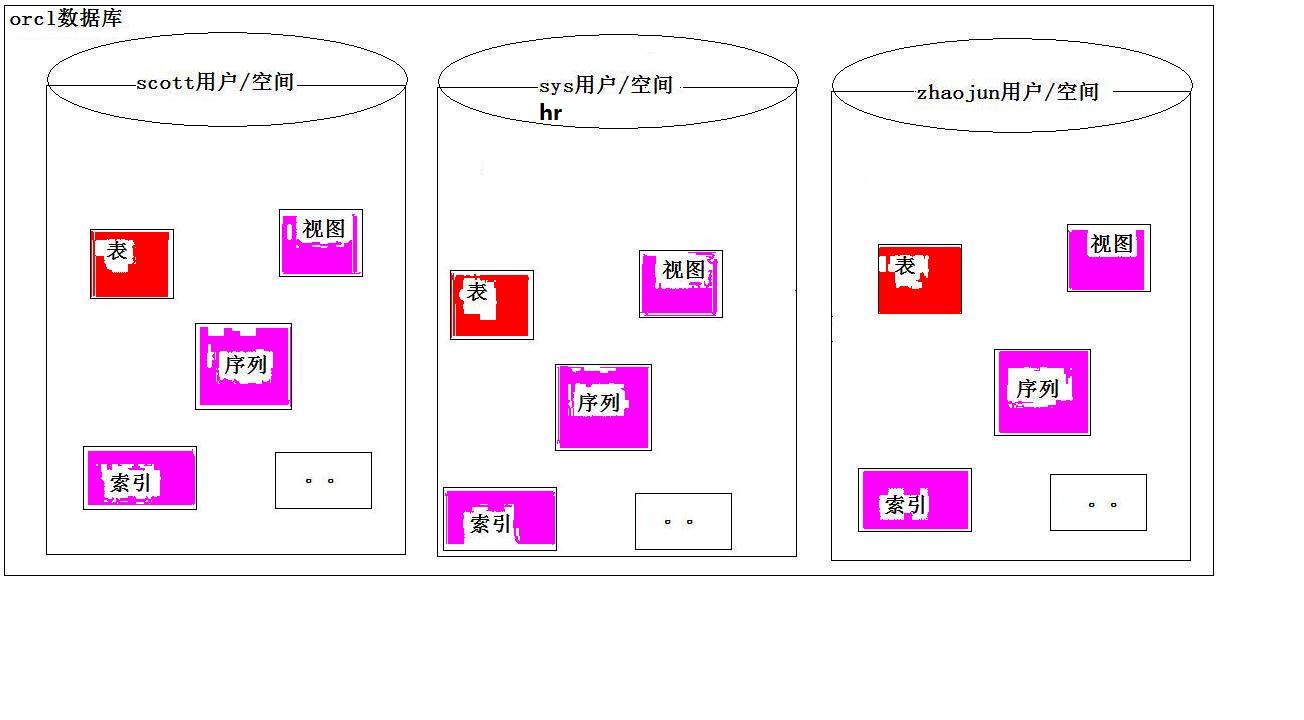 orcl数据库
scott用户/空间
sys用户/空间
hr
zhaojun用户/空间
表
视图
序列
索引
。。
表
视图
序列
索引
。。
表
视图
序列
索引
。。